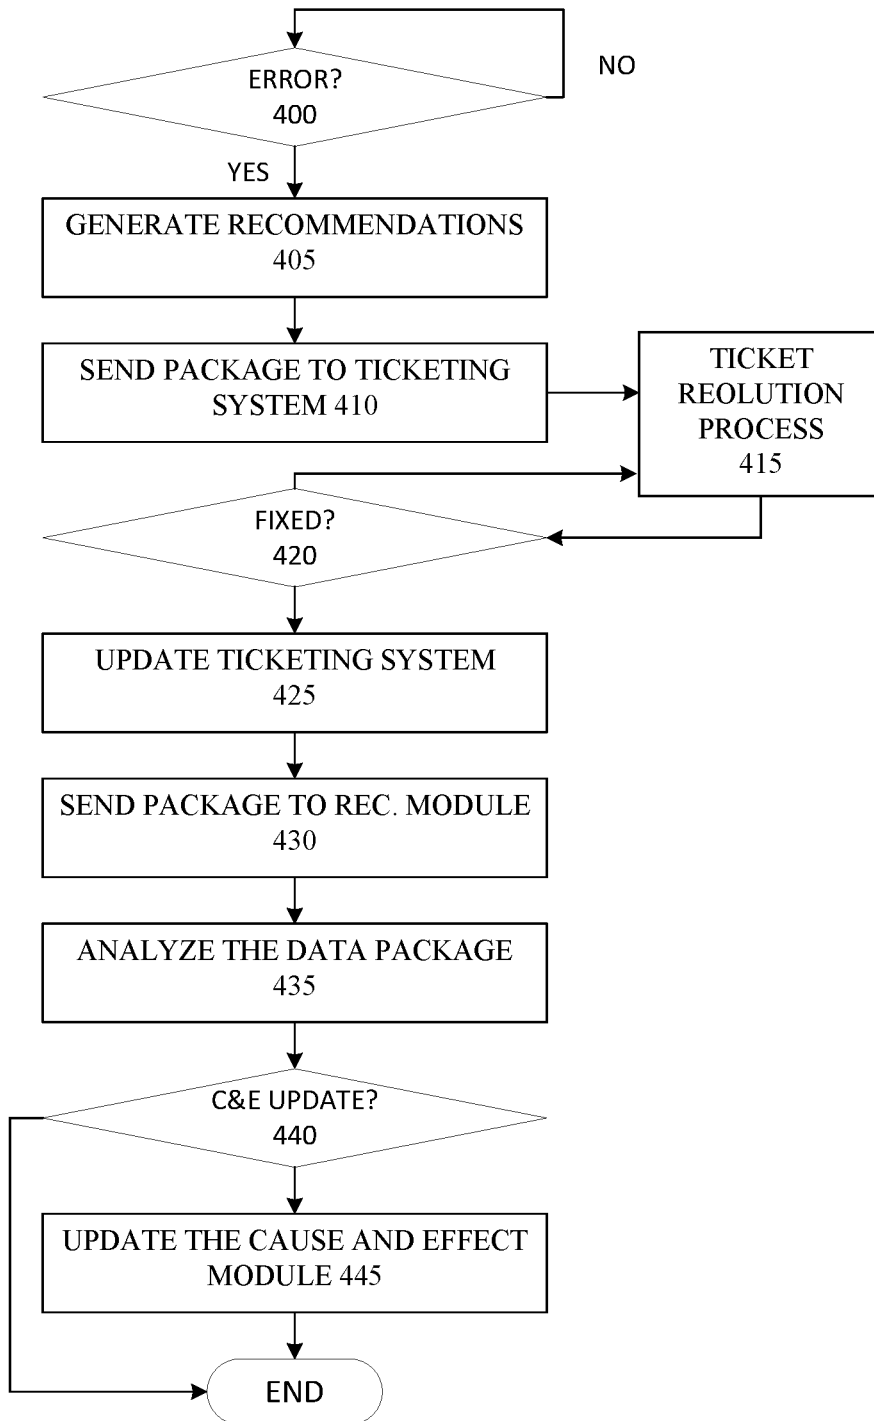 ERROR?
400
NO
YES
GENERATE RECOMMENDATIONS
405
SEND PACKAGE TO TICKETING
SYSTEM 410
TICKET
REOLUTION
PROCESS
415
FIXED?
420
UPDATE TICKETING SYSTEM
425
SEND PACKAGE TO REC. MODULE
430
ANALYZE THE DATA PACKAGE
435
C&E UPDATE?
440
UPDATE THE CAUSE AND EFFECT
MODULE 445
END